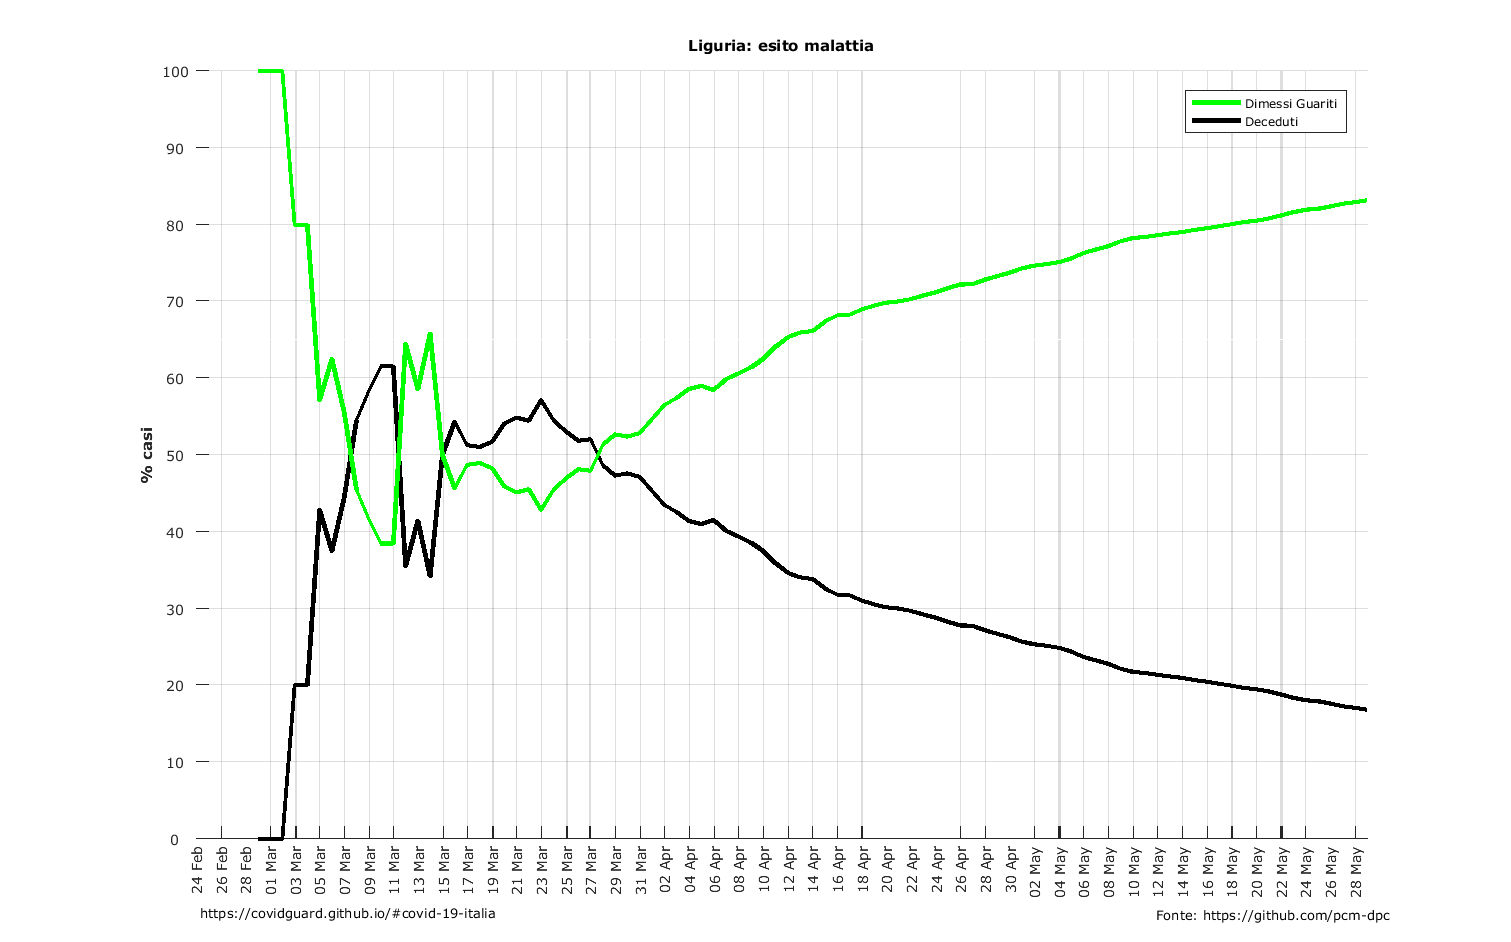 Liguria: esito malattia
100
90
80
70
60
50
40
30
20
10
0
% casi
Dimessi Guariti
Deceduti
24 Feb
26 Feb
28 Feb
01 Mar
03 Mar
05 Mar
07 Mar
09 Mar
11 Mar
13 Mar
15 Mar
17 Mar
19 Mar
21 Mar
23 Mar
25 Mar
27 Mar
29 Mar
31 Mar
02 Apr
04 Apr
06 Apr
08 Apr
10 Apr
12 Apr
14 Apr
16 Apr
18 Apr
20 Apr
22 Apr
24 Apr
26 Apr
28 Apr
30 Apr
02 May
04 May
06 May
08 May
10 May
12 May
14 May
16 May
18 May
20 May
22 May
24 May
26 May
28 May
https://covidguard.github.io/#covid-19-italia
Fonte: https://github.com/pcm-dpc